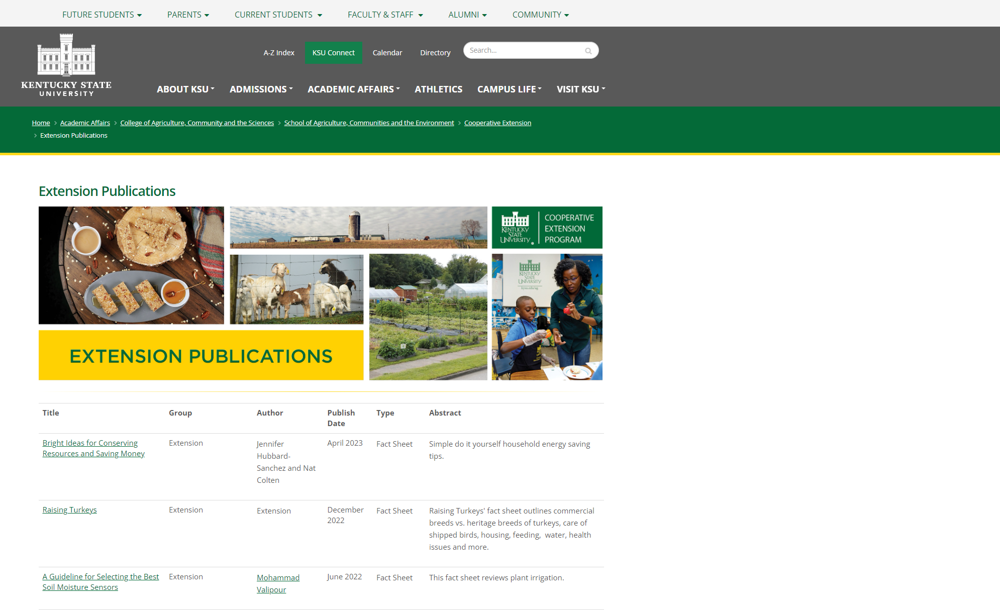 FUTURE STUDENTS PARENTS CURRENT STUDENTS FACULTY & STAFF ALUMNI COMMUNITY
A-Z Index KSU Connect Calendar Directory Search...
KENTUCKY STATE
UNIVERSITY
ABOUT KSU ADMISSIONS ACADEMIC AFFAIRS ATHLETICS CAMPUS LIFE VISIT KSU
Home > Academic Affairs > College of Agriculture, Community and the Sciences > School of Agriculture, Communities and the Environment > Cooperative Extension
> Extension Publications
Extension Publications
KENTUCKY
STATE
UNIVERSITY
COOPERATIVE
EXTENSION
PROGRAM
KENTUCKY
STATE
UNIVERSITY
kysu.edu/ag
EXTENSION PUBLICATIONS
Title Group Author Publish Date Type Abstract
Bright Ideas for Conserving
Resources and Saving Money
Extension
Jennifer
Hubbard-
Sanchez and Nat
Colten
April 2023
Fact Sheet
Simple do it yourself household energy saving
tips.
Raising Turkeys
Extension
Extension
December
2022
Fact Sheet
Raising Turkeys' fact sheet outlines commercial
breeds vs. heritage breeds of turkeys, care of
shipped birds, housing, feeding,  water, health
issues and more.
A Guideline for Selecting the Best
Soil Moisture Sensors
Extension
Mohammad
Valipour
June 2022
Fact Sheet
This fact sheet reviews plant irrigation.